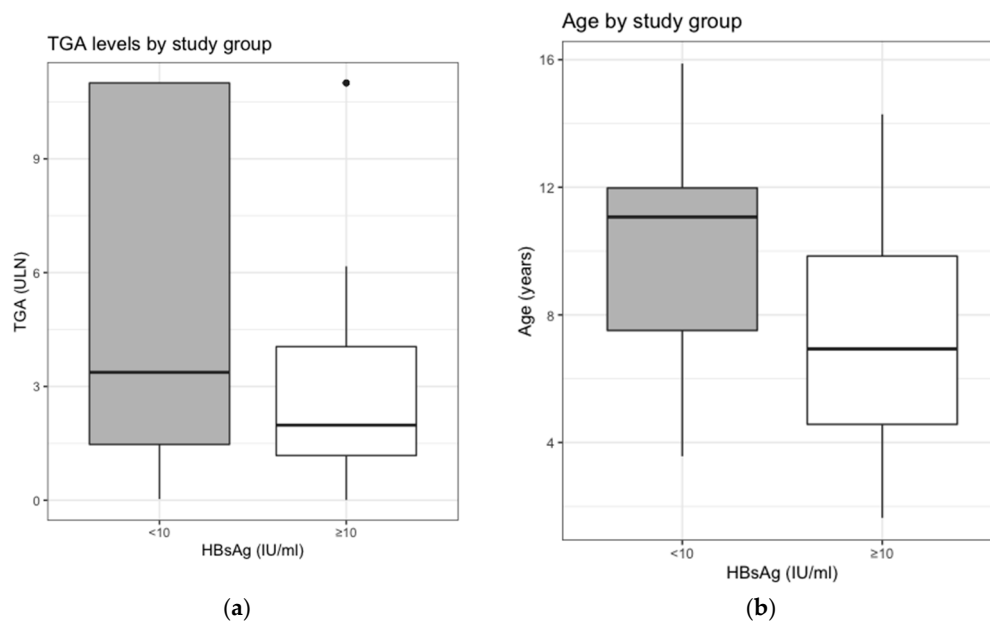 TGA levels by study group
9
6
3
0
TGA (ULN)
<10
≥10
HBsAg (IU/ml)
(a)
Age by study group
16
12
8
4
Age (years)
<10
≥10
HBsAg (IU/ml)
(b)